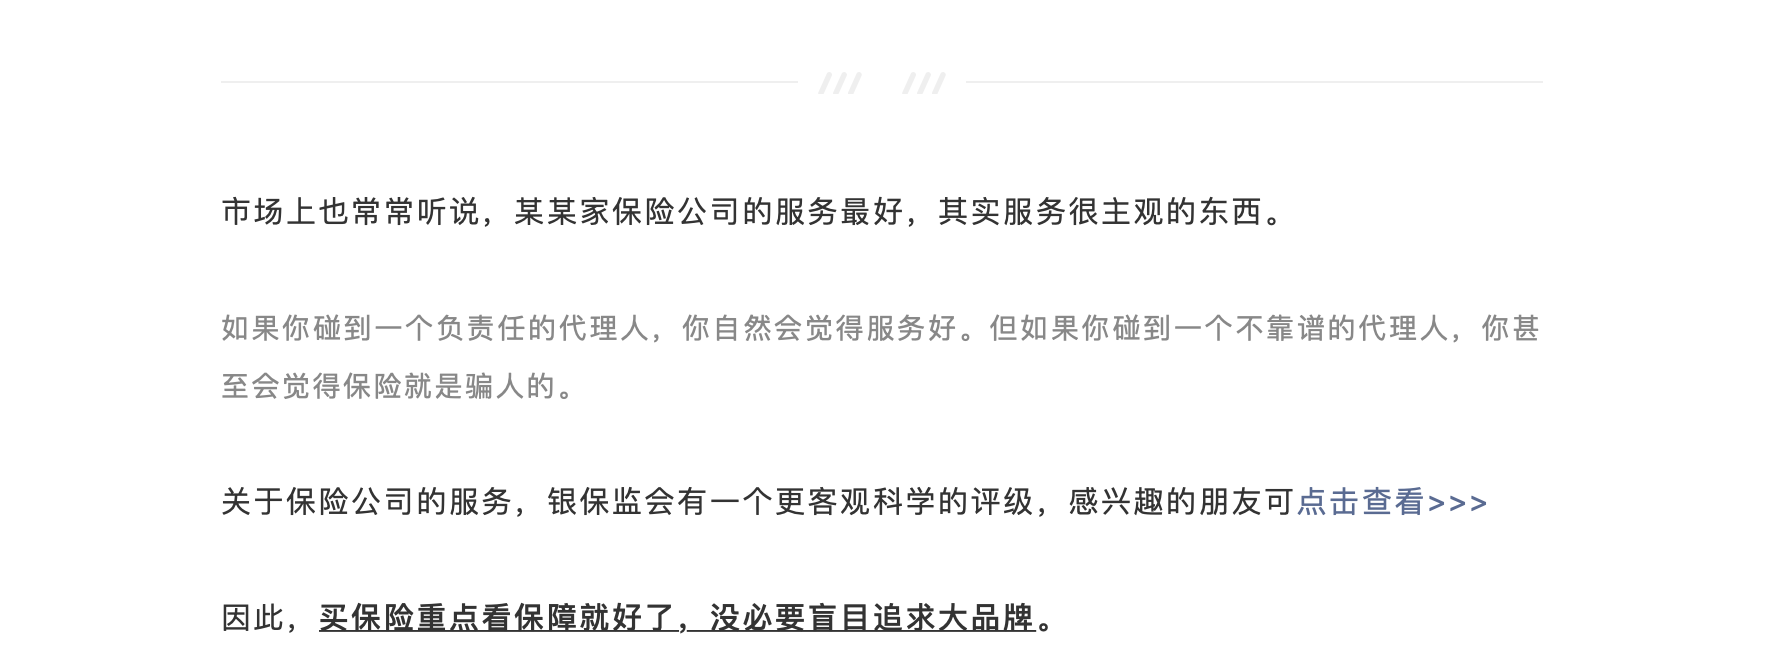 市场上也常常听说，某某家保险公司的服务最好，其实服务很主观的东西。
如果你碰到一个负责任的代理人，你自然会觉得服务好。但如果你碰到一个不靠谱的代理人，你甚
至会觉得保险就是骗人的。
关于保险公司的服务，银保监会有一个更客观科学的评级，感兴趣的朋友可点击查看>>>
因此，买保险重点看保障就好了，没必要盲目追求大品牌。